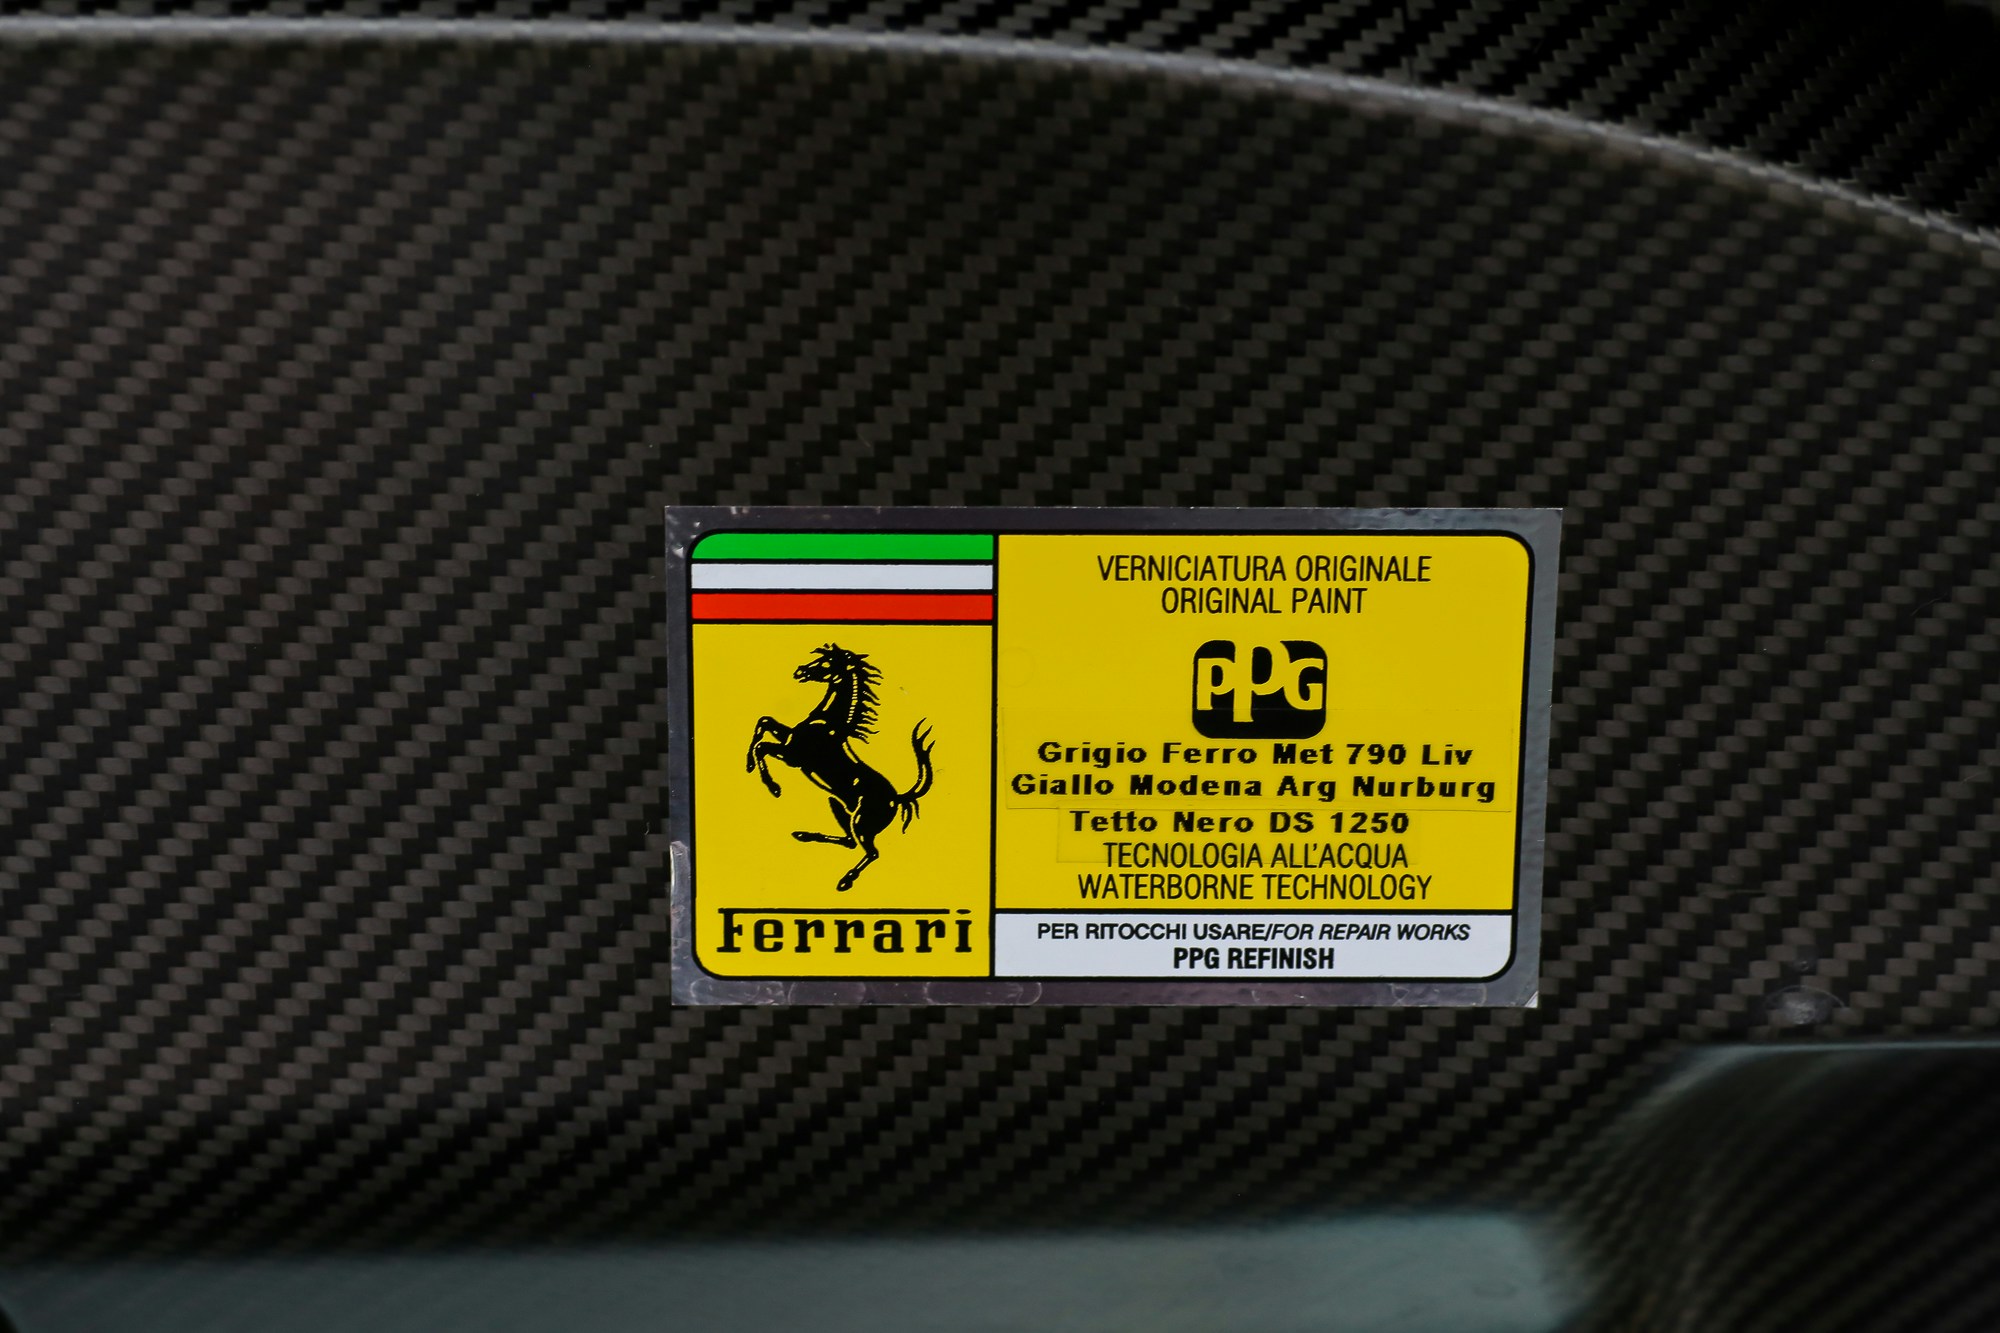 VERNICIATURA ORIGINALE
ORIGINAL PAINT
PPG
Grigio Ferro Met 790 Liv
Giallo Modena Arg Nurburg
Tetto Nero DS 1250
TECNOLOGIA ALL'ACQUA
WATERBORNE TECHNOLOGY
Ferrari
PER RITOCCHI USARE/FOR REPAIR WORKS
PPG REFINISH